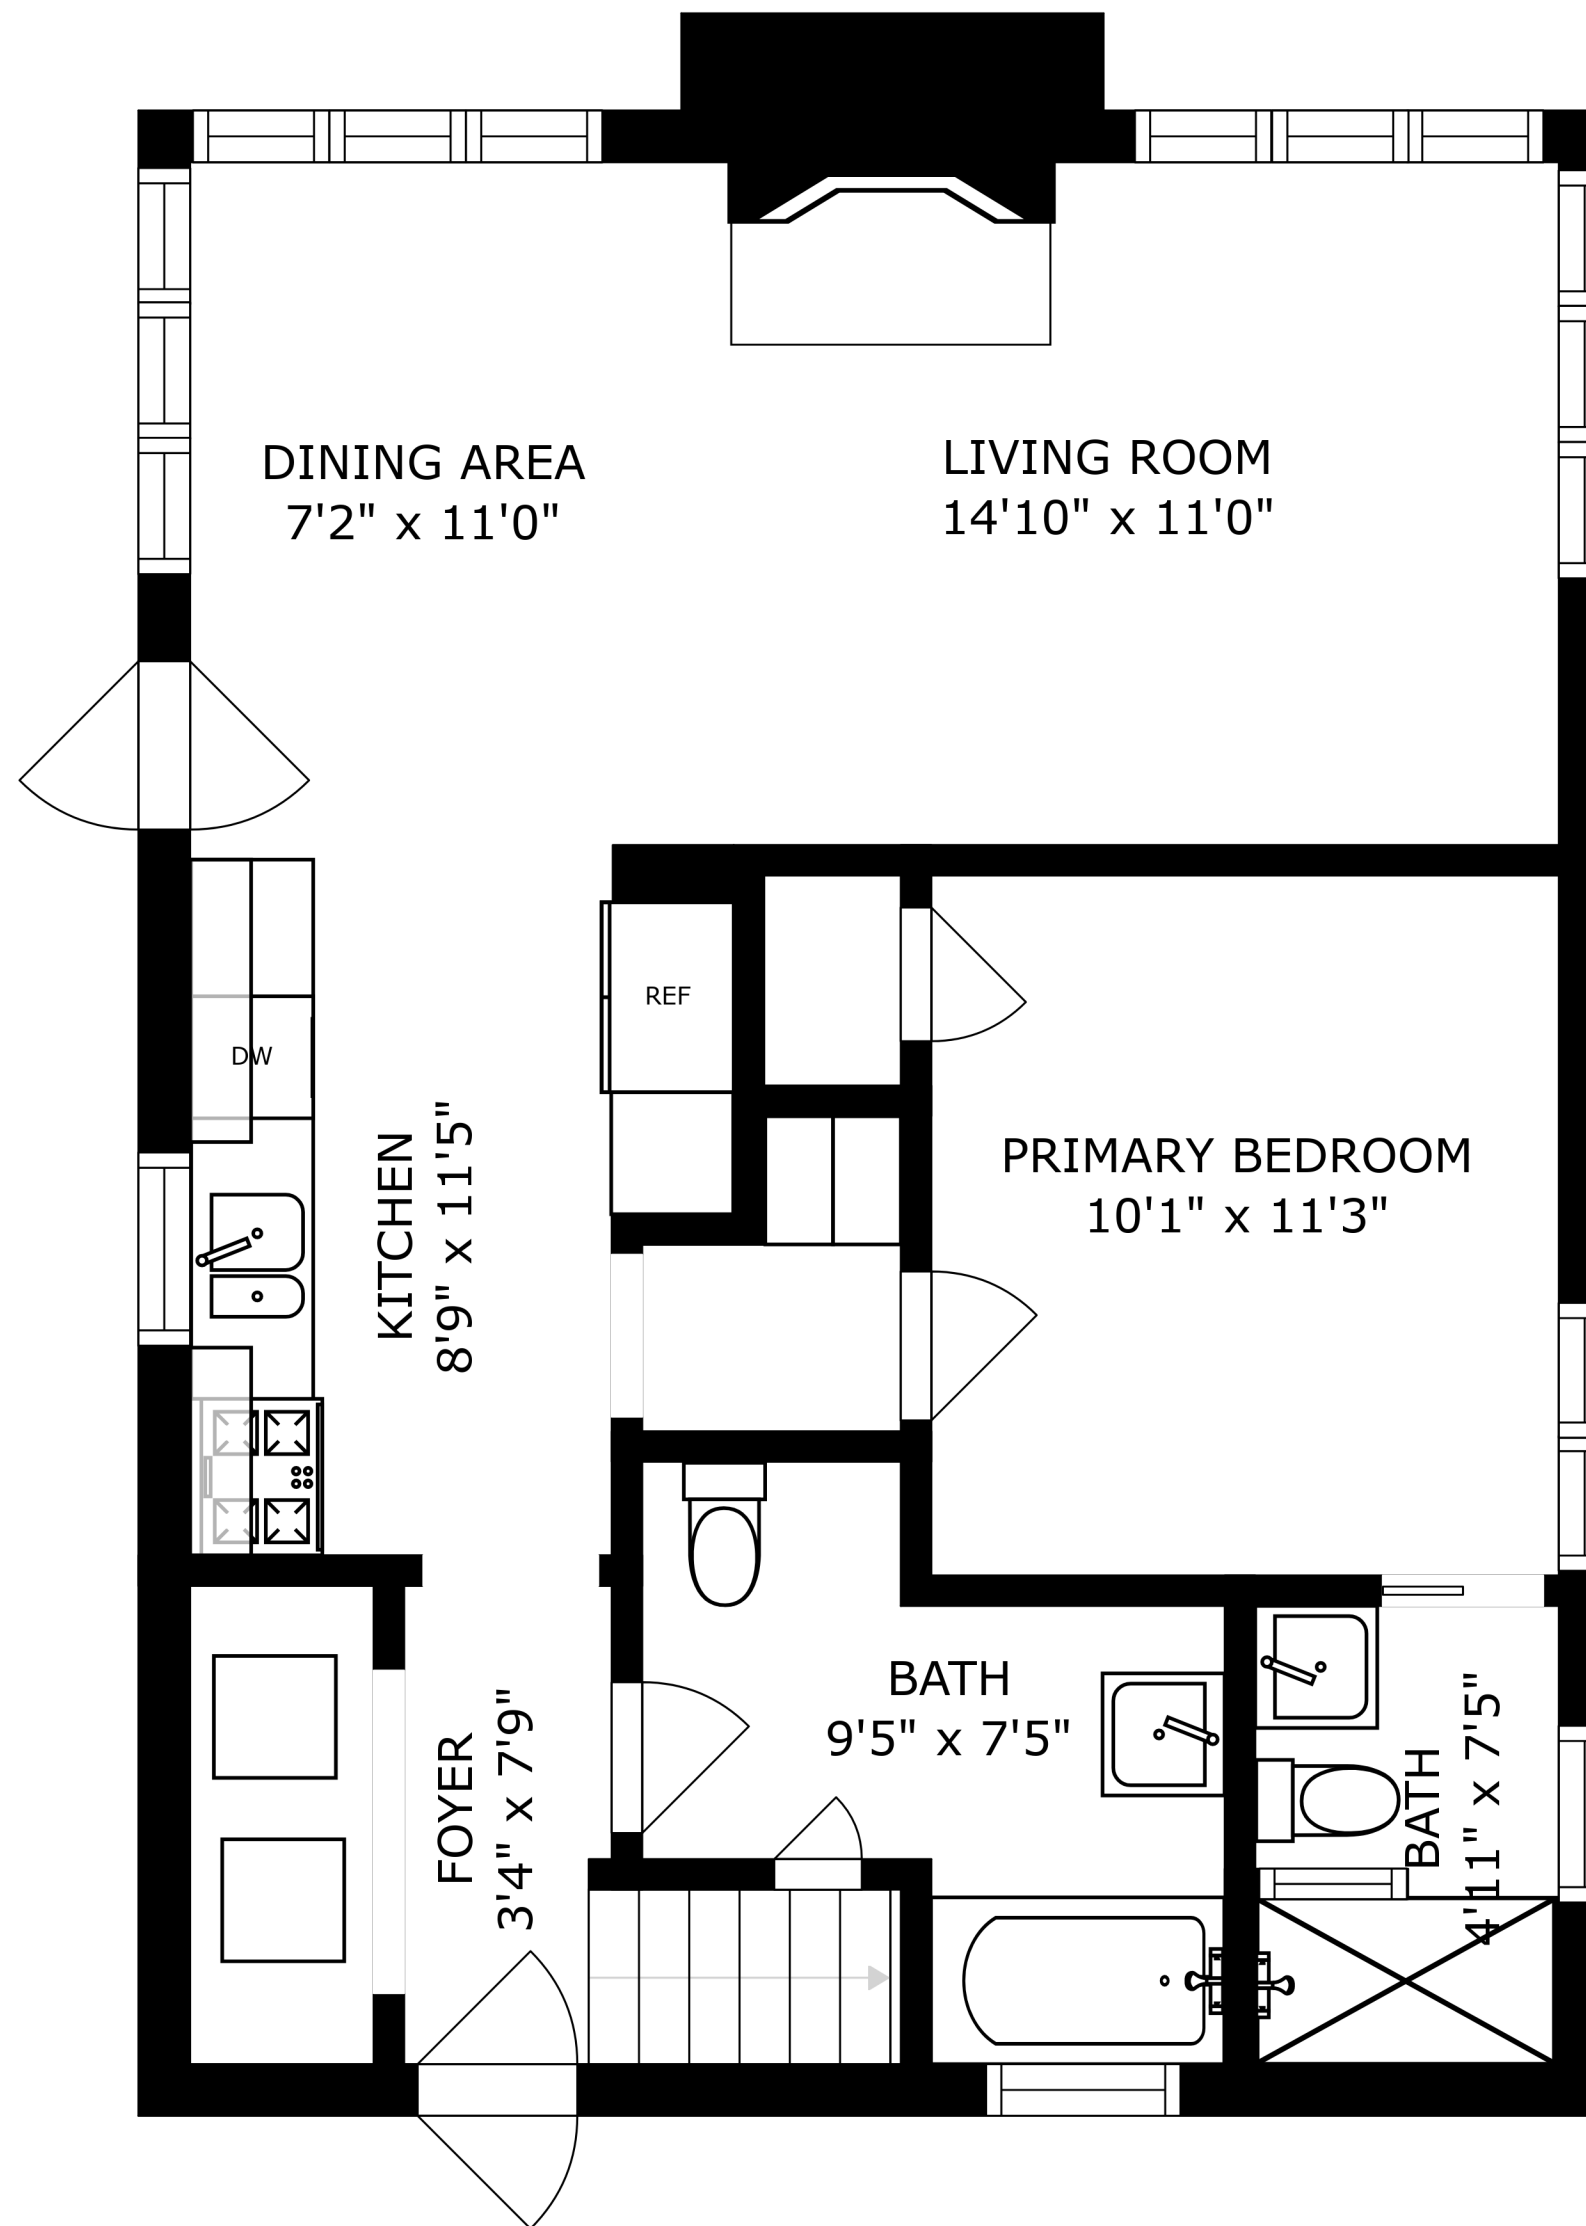 DINING AREA
7'2" x 11'0"
LIVING ROOM
14'10" x 11'0"
REF
DW
KITCHEN
8'9" x 11'5"
PRIMARY BEDROOM
10'1" x 11'3"
BATH
9'5" x 7'5"
FOYER
3'4" x 7'9"
BATH
4'11" x 7'5"